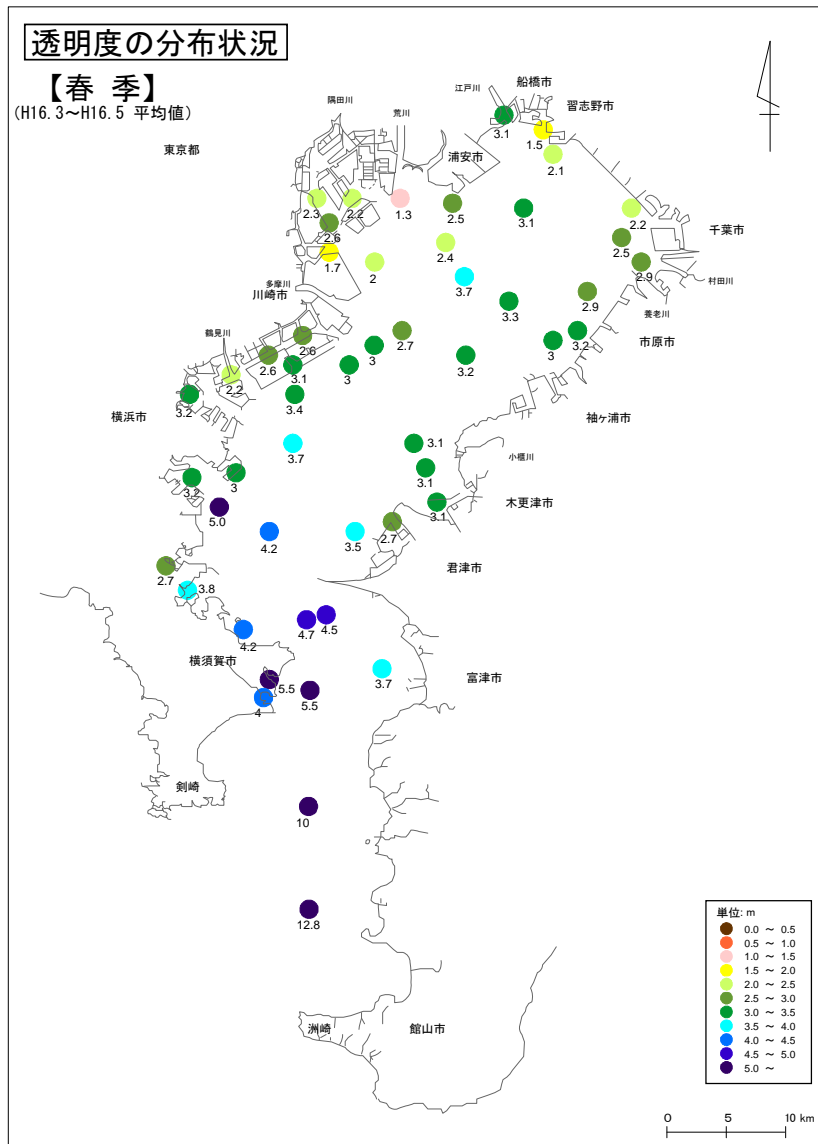 透明度の分布状況
【春 季】
(H16.3～H16.5 平均値)
船橋市
江戸川
習志野市
隅田川
荒川
東京都
浦安市
3.1
1.5
2.1
2.3
2.2
1.3
2.5
3.1
2.2
千葉市
2.6
2.4
2.5
1.7
2
3.7
2.9
村田川
多摩川
川崎市
2.9
養老川
3.3
鶴見川
2.6
2.7
3
3.2
市原市
2.6
3.1
3
3
3.2
2.2
3.2
3.4
横浜市
袖ヶ浦市
3.7
3.1
小櫃川
3.2
3
3.1
木更津市
5.0
3.1
4.2
3.5
2.7
君津市
2.7
3.8
4.2
4.7
4.5
横須賀市
3.7
富津市
5.5
5.5
4
剣崎
10
12.8
洲崎
館山市
単位: m
0.0 ～ 0.5
0.5 ～ 1.0
1.0 ～ 1.5
1.5 ～ 2.0
2.0 ～ 2.5
2.5 ～ 3.0
3.0 ～ 3.5
3.5 ～ 4.0
4.0 ～ 4.5
4.5 ～ 5.0
5.0 ～
0 5 10 km